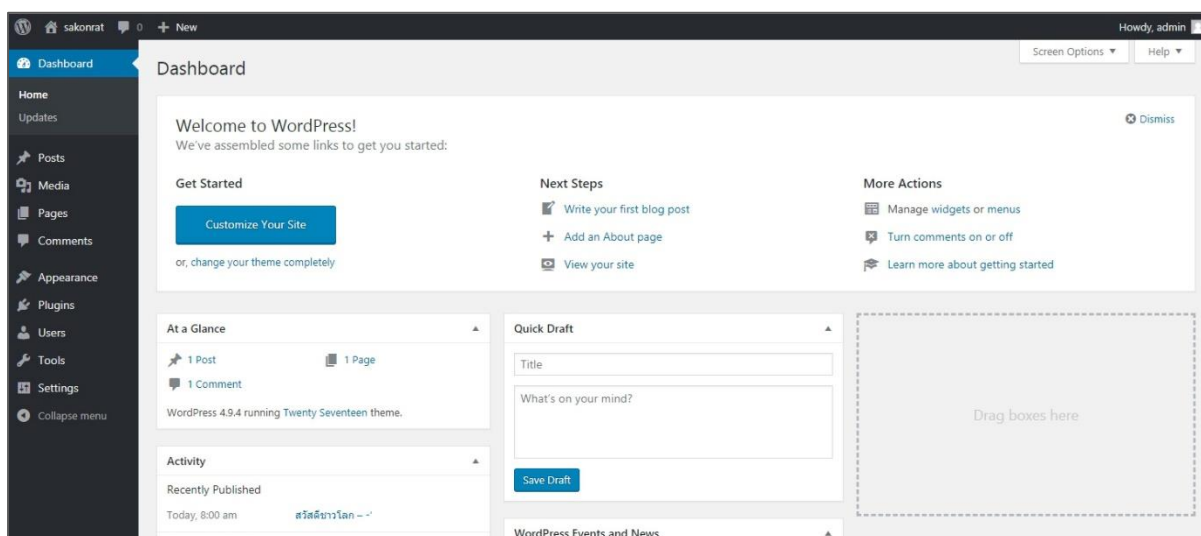 sakonrat 0 + New Howdy, admin
Screen Options Help
Dashboard
Home
Updates
Posts
Media
Pages
Comments
Appearance
Plugins
Users
Tools
Settings
Collapse menu
Dashboard
Welcome to WordPress!
We've assembled some links to get you started:
Dismiss
Get Started
Customize Your Site
or, change your theme completely
Next Steps
Write your first blog post
Add an About page
View your site
More Actions
Manage widgets or menus
Turn comments on or off
Learn more about getting started
At a Glance
1 Post 1 Page
1 Comment
WordPress 4.9.4 running Twenty Seventeen theme.
Activity
Recently Published
Today, 8:00 am สวัสดีชาวโลก – -'
Quick Draft
Title
What's on your mind?
Save Draft
WordPress Events and News
Drag boxes here